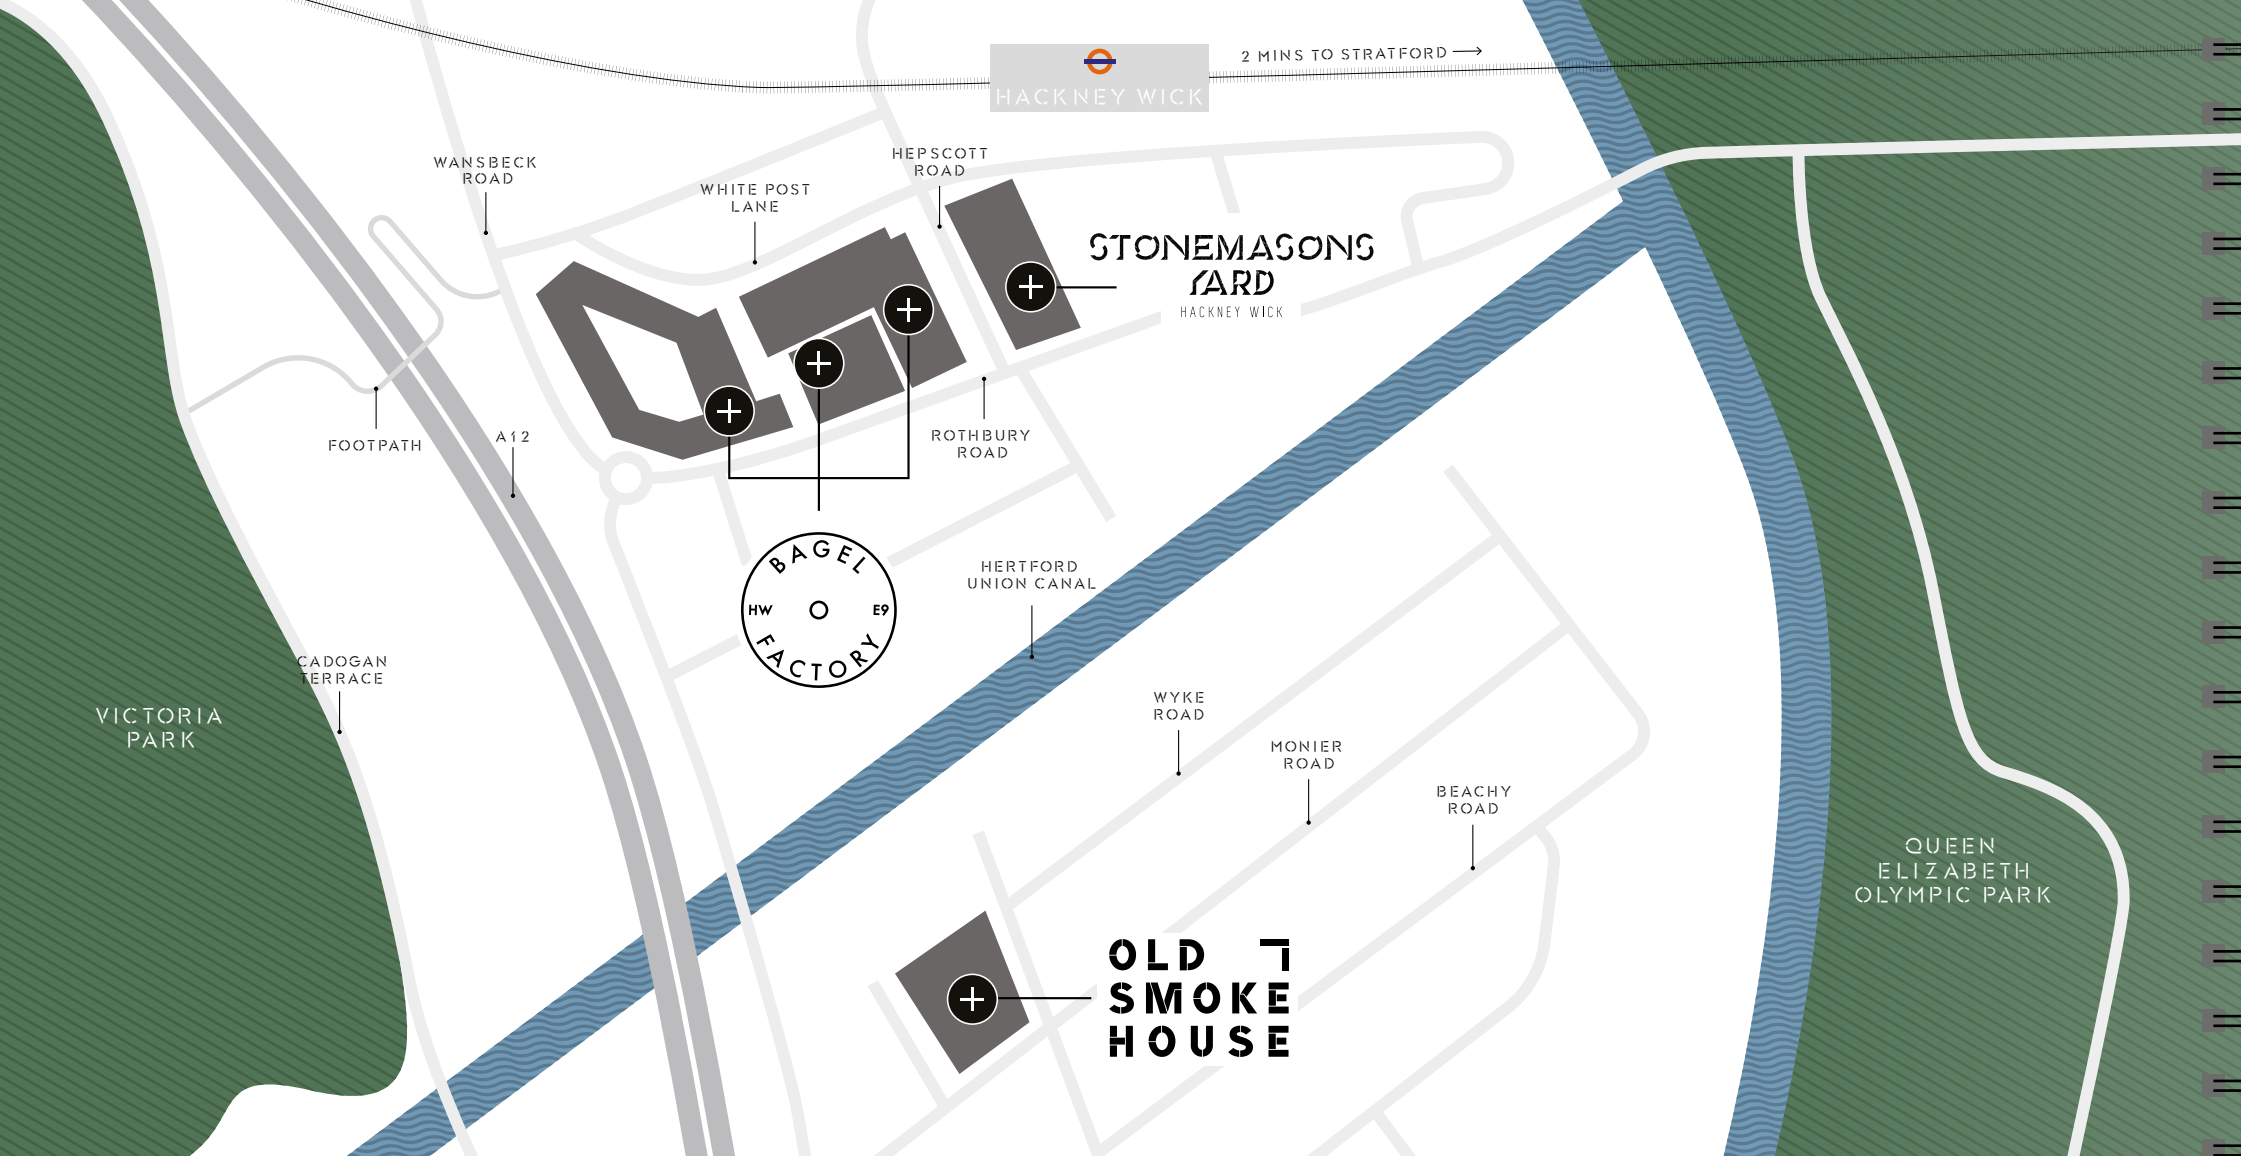 2 MINS TO STRATFORD
HACKNEY WICK
WANSBECK
ROAD
WHITE POST
LANE
HEPSCOTT
ROAD
STONEMASONS
YARD
HACKNEY WICK
FOOTPATH
A12
ROTHBURY
ROAD
BAGEL
HW
E9
FACTORY
HERTFORD
UNION CANAL
CADOGAN
TERRACE
VICTORIA
PARK
WYKE
ROAD
MONIER
ROAD
BEACHY
ROAD
QUEEN
ELIZABETH
OLYMPIC PARK
OLD
SMOKE
HOUSE